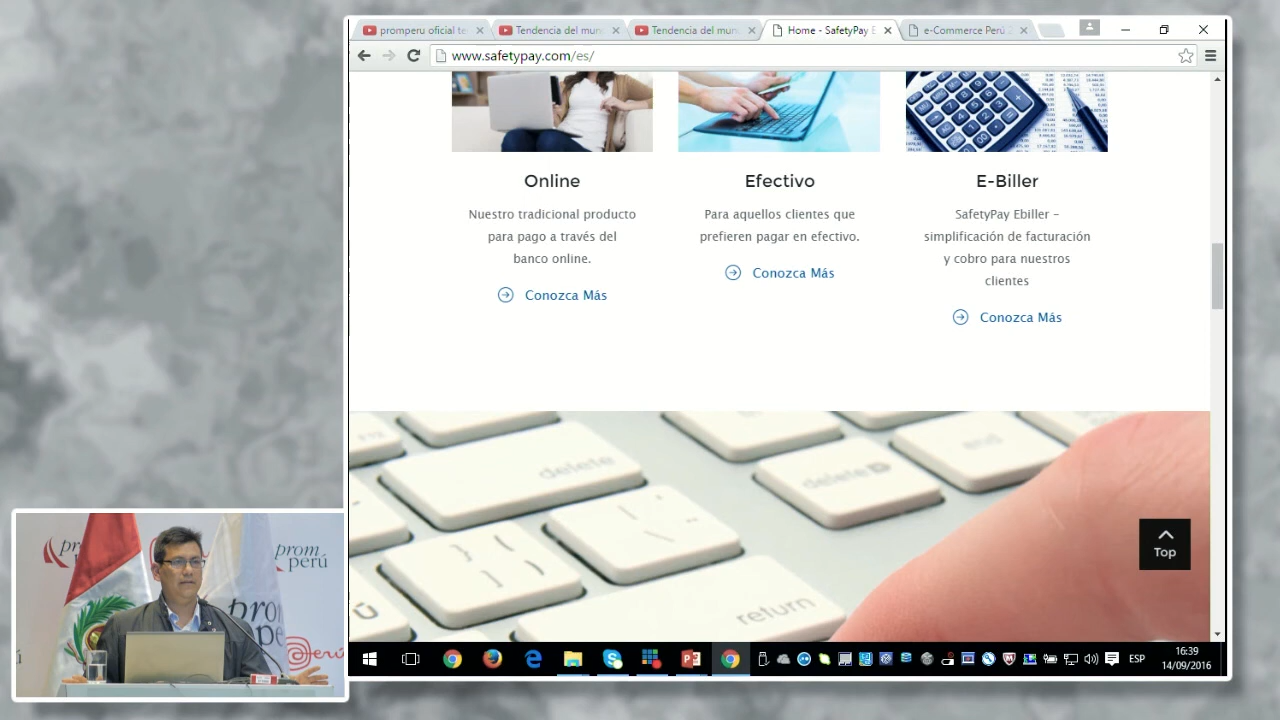 promperu oficial te
Tendencia del mun
Tendencia del mun
Home - SafetyPay E
e-Commerce Perú 2
www.safetypay.com/es/
Online
Nuestro tradicional producto
para pago a través del
banco online.
Conozca Más
Efectivo
Para aquellos clientes que
prefieren pagar en efectivo.
Conozca Más
E-Biller
SafetyPay Ebiller –
simplificación de facturación
y cobro para nuestros
clientes
Conozca Más
delete
delete
end
return
Top
prom
perú
Perú
ESP
16:39
14/09/2016